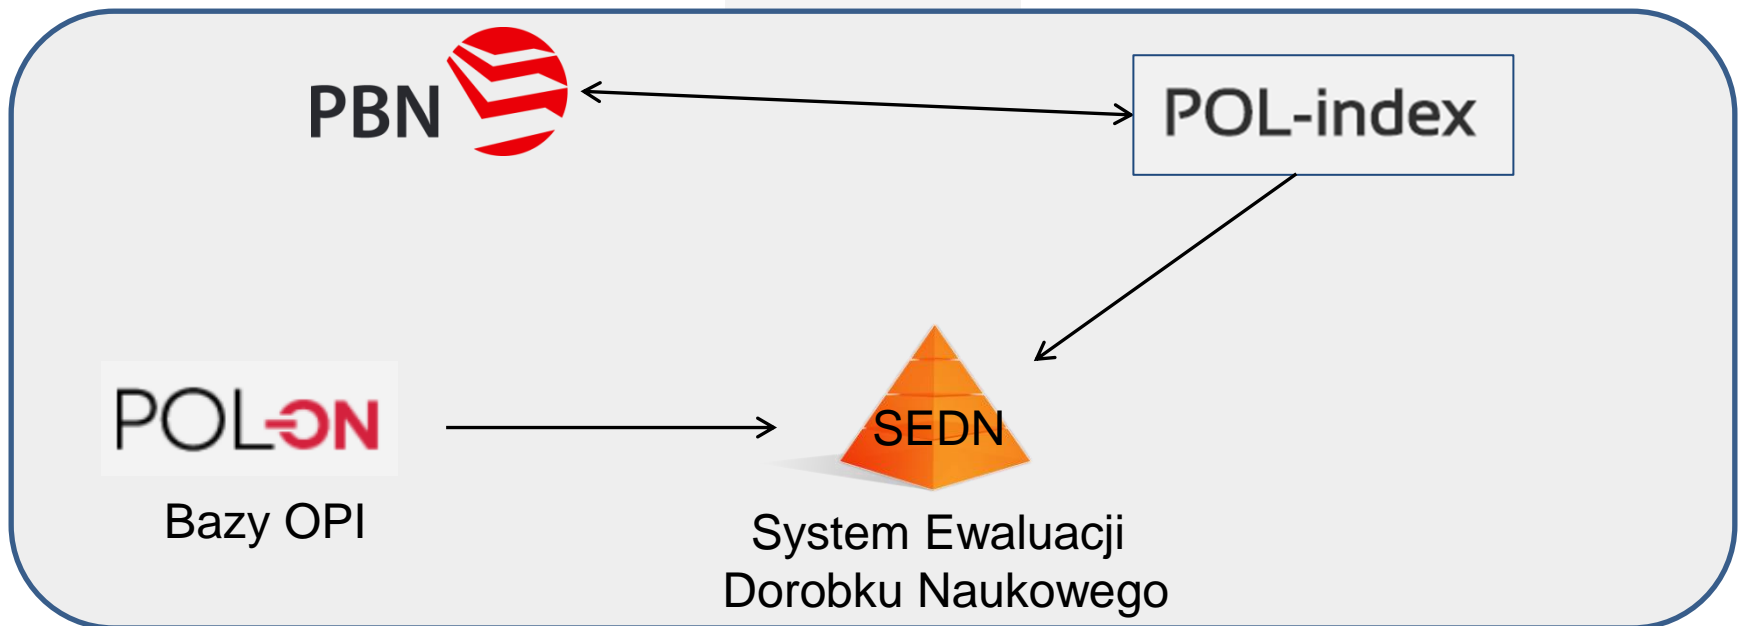 PBN
POL-index
POL-ON
SEDN
Bazy OPI
System Ewaluacji
Dorobku Naukowego